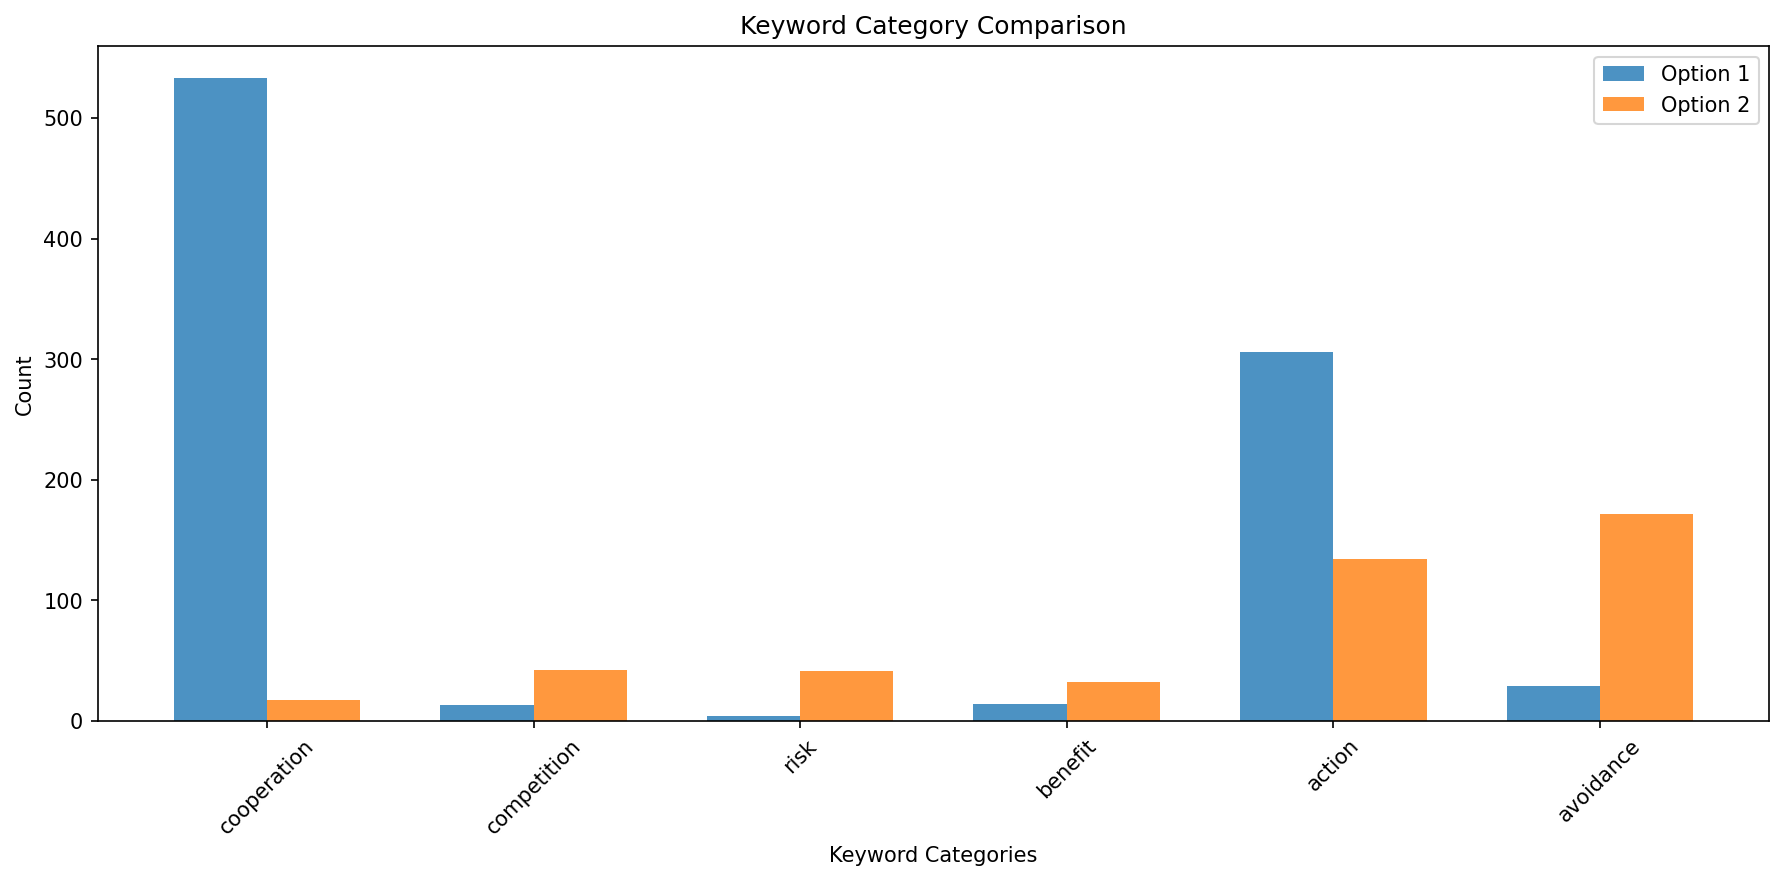 Keyword Category Comparison
Option 1
Option 2
Count
500
400
300
200
100
0
cooperation
competition
risk
benefit
action
avoidance
Keyword Categories